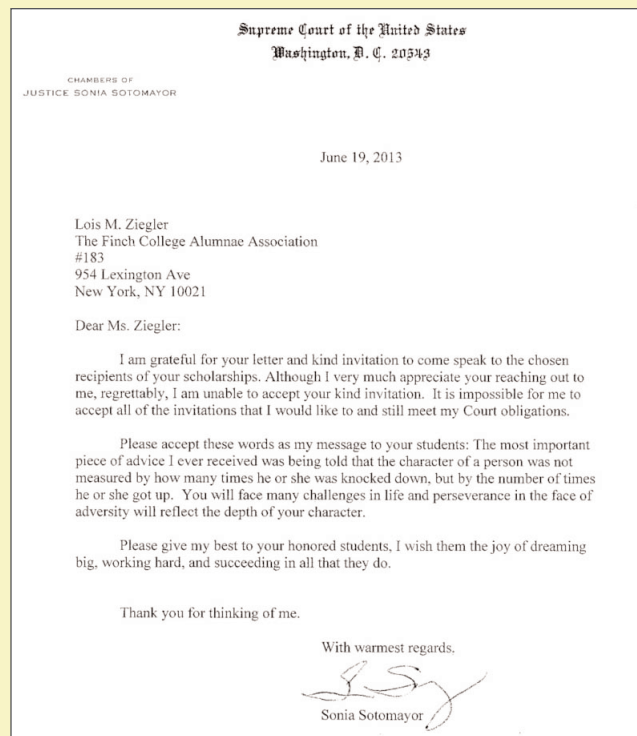 Supreme Court of the United States
Washington, D. C. 20543
CHAMBERS OF
JUSTICE SONIA SOTOMAYOR
June 19, 2013
Lois M. Ziegler
The Finch College Alumnae Association
#183
954 Lexington Ave
New York, NY 10021
Dear Ms. Ziegler:
I am grateful for your letter and kind invitation to come speak to the chosen
recipients of your scholarships. Although I very much appreciate your reaching out to
me, regrettably, I am unable to accept your kind invitation. It is impossible for me to
accept all of the invitations that I would like to and still meet my Court obligations.
Please accept these words as my message to your students: The most important
piece of advice I ever received was being told that the character of a person was not
measured by how many times he or she was knocked down, but by the number of times
he or she got up. You will face many challenges in life and perseverance in the face of
adversity will reflect the depth of your character.
Please give my best to your honored students, I wish them the joy of dreaming
big, working hard, and succeeding in all that they do.
Thank you for thinking of me.
With warmest regards.
Sonia Sotomayor